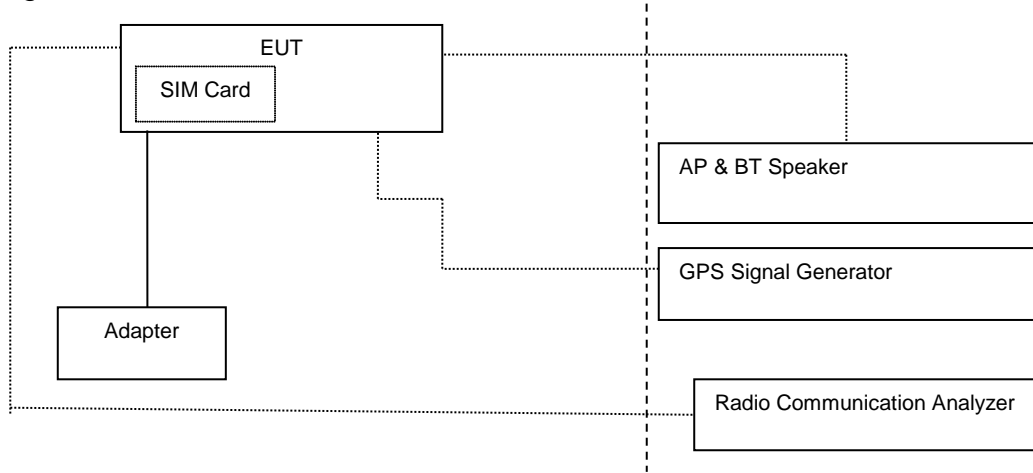 EUT
SIM Card
AP & BT Speaker
GPS Signal Generator
Adapter
Radio Communication Analyzer